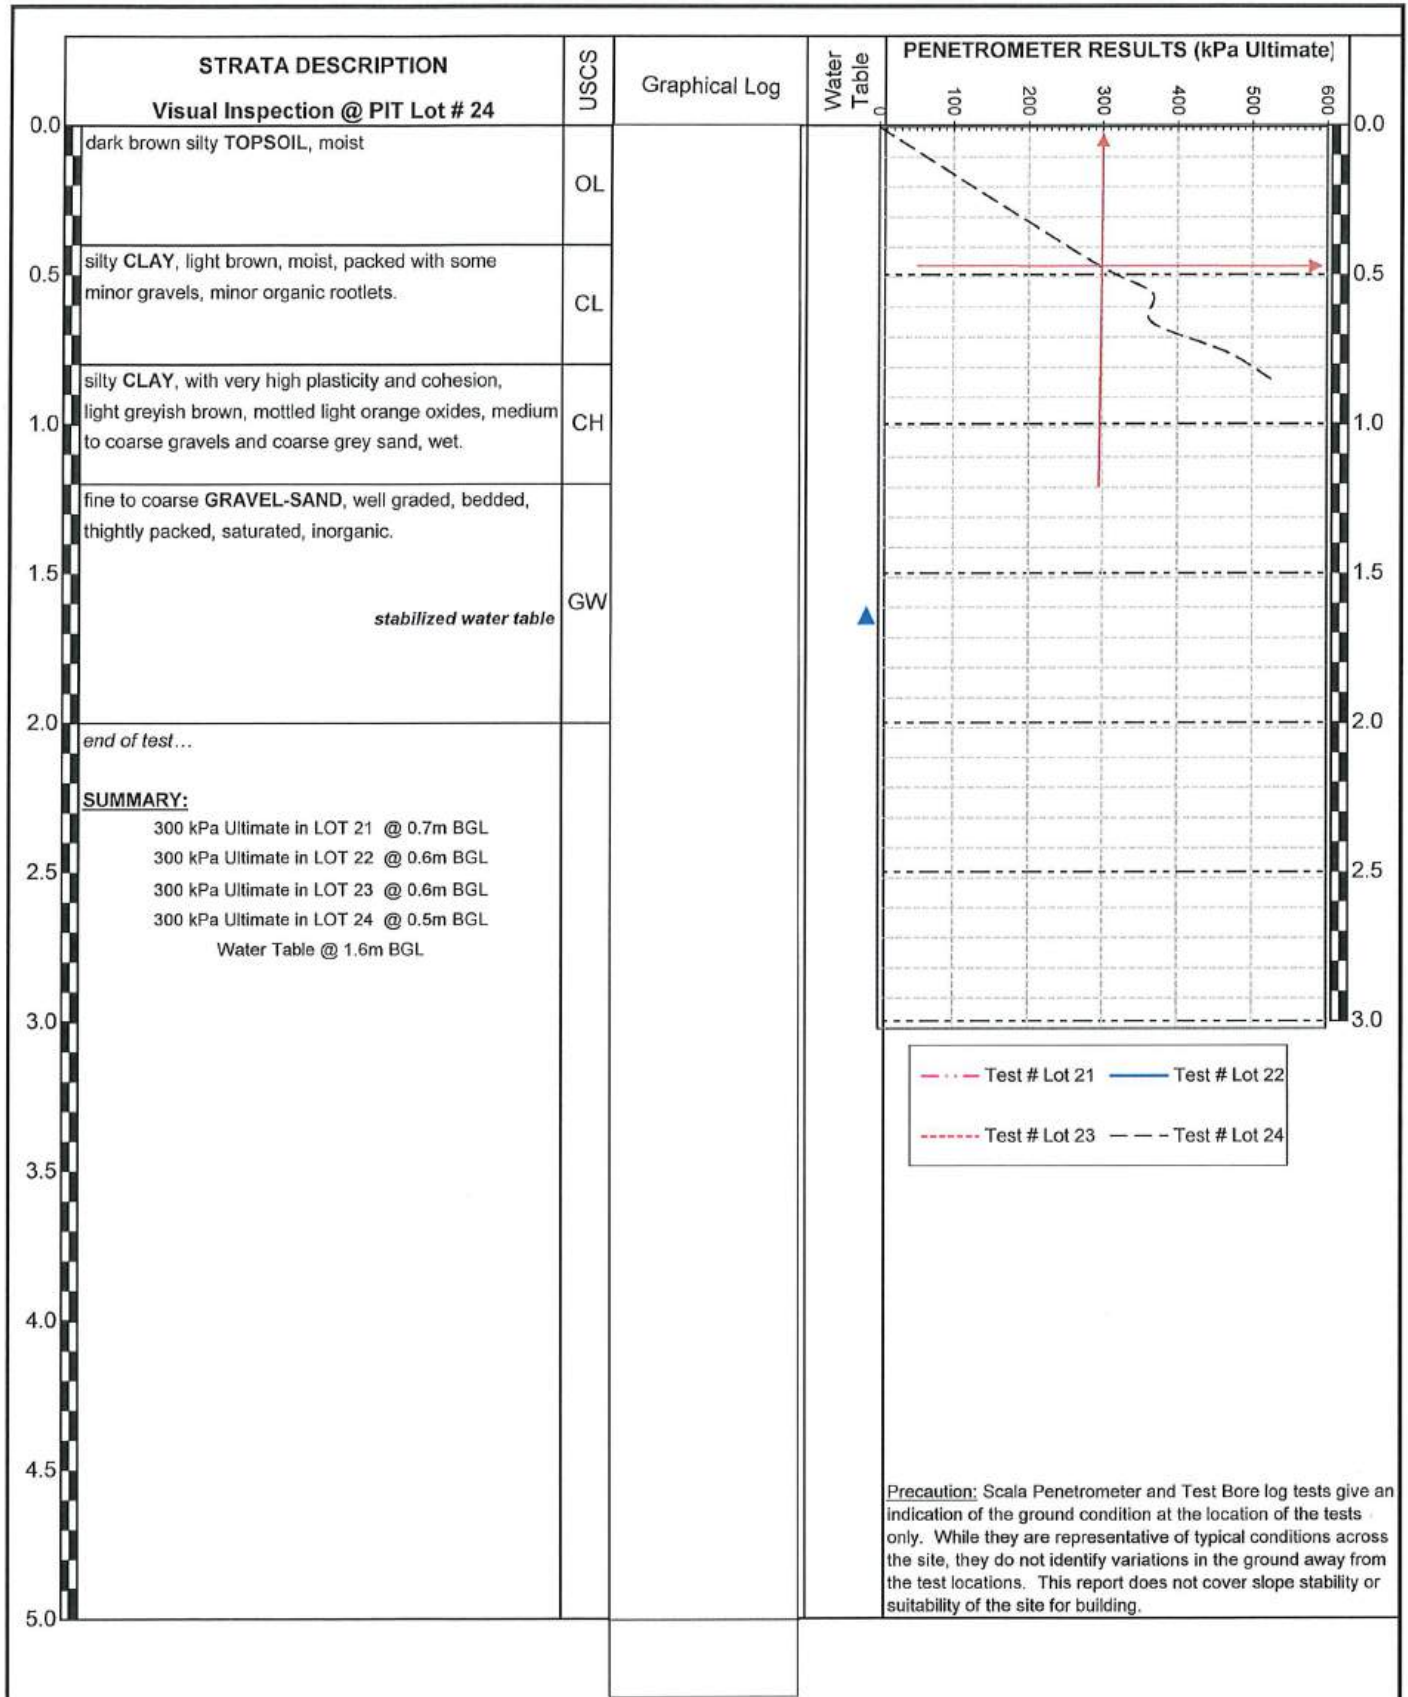 STRATA DESCRIPTION
Visual Inspection @ PIT Lot # 24
USCS
Graphical Log
Water
Table
PENETROMETER RESULTS (kPa Ultimate)
0
100
200
300
400
500
600
0.0
dark brown silty TOPSOIL, moist
OL
0.0
0.5
silty CLAY, light brown, moist, packed with some
minor gravels, minor organic rootlets.
CL
0.5
silty CLAY, with very high plasticity and cohesion,
light greyish brown, mottled light orange oxides, medium
to coarse gravels and coarse grey sand, wet.
1.0
CH
1.0
fine to coarse GRAVEL-SAND, well graded, bedded,
thightly packed, saturated, inorganic.
1.5
GW
1.5
stabilized water table
2.0
2.0
end of test...
SUMMARY:
300 kPa Ultimate in LOT 21 @ 0.7m BGL
300 kPa Ultimate in LOT 22 @ 0.6m BGL
2.5
2.5
300 kPa Ultimate in LOT 23 @ 0.6m BGL
300 kPa Ultimate in LOT 24 @ 0.5m BGL
Water Table @ 1.6m BGL
3.0
3.0
Test # Lot 21
Test # Lot 22
Test # Lot 23
Test # Lot 24
3.5
4.0
4.5
5.0
Precaution: Scala Penetrometer and Test Bore log tests give an
indication of the ground condition at the location of the tests
only. While they are representative of typical conditions across
the site, they do not identify variations in the ground away from
the test locations. This report does not cover slope stability or
suitability of the site for building.